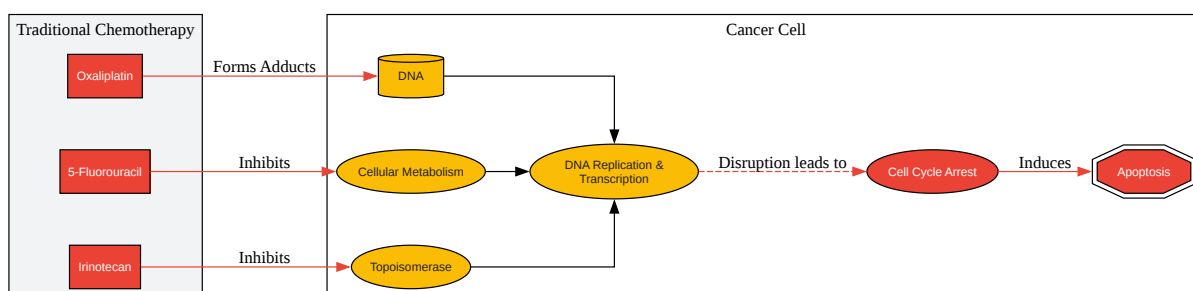 Traditional Chemotherapy
Cancer Cell
Oxaliplatin
Forms Adducts
DNA
5-Fluorouracil
Inhibits
Cellular Metabolism
DNA Replication &
Transcription
Disruption leads to
Cell Cycle Arrest
Induces
Apoptosis
Irinotecan
Inhibits
Topoisomerase